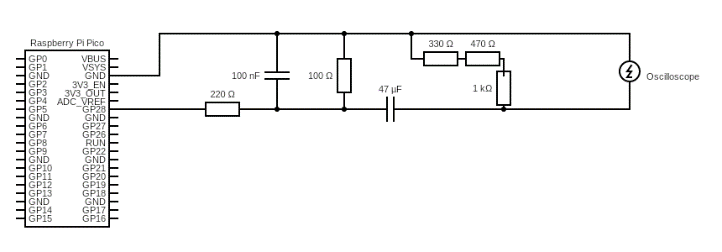 330 Ω
470 Ω
Raspberry Pi Pico
GP0 VBUS
GP1 VSYS
GND GND
GP2 3V3_EN
GP3 3V3_OUT
GP4 ADC_VREF
GP5 GP28
GND GND
GP6 GP27
GP7 GP26
GP8 RUN
GP9 GP22
GND GND
GP10 GP21
GP11 GP20
GP12 GP19
GP13 GP18
GND GND
GP14 GP17
GP15 GP16
100 nF
100 Ω
220 Ω
47 µF
1 kΩ
Oscilloscope